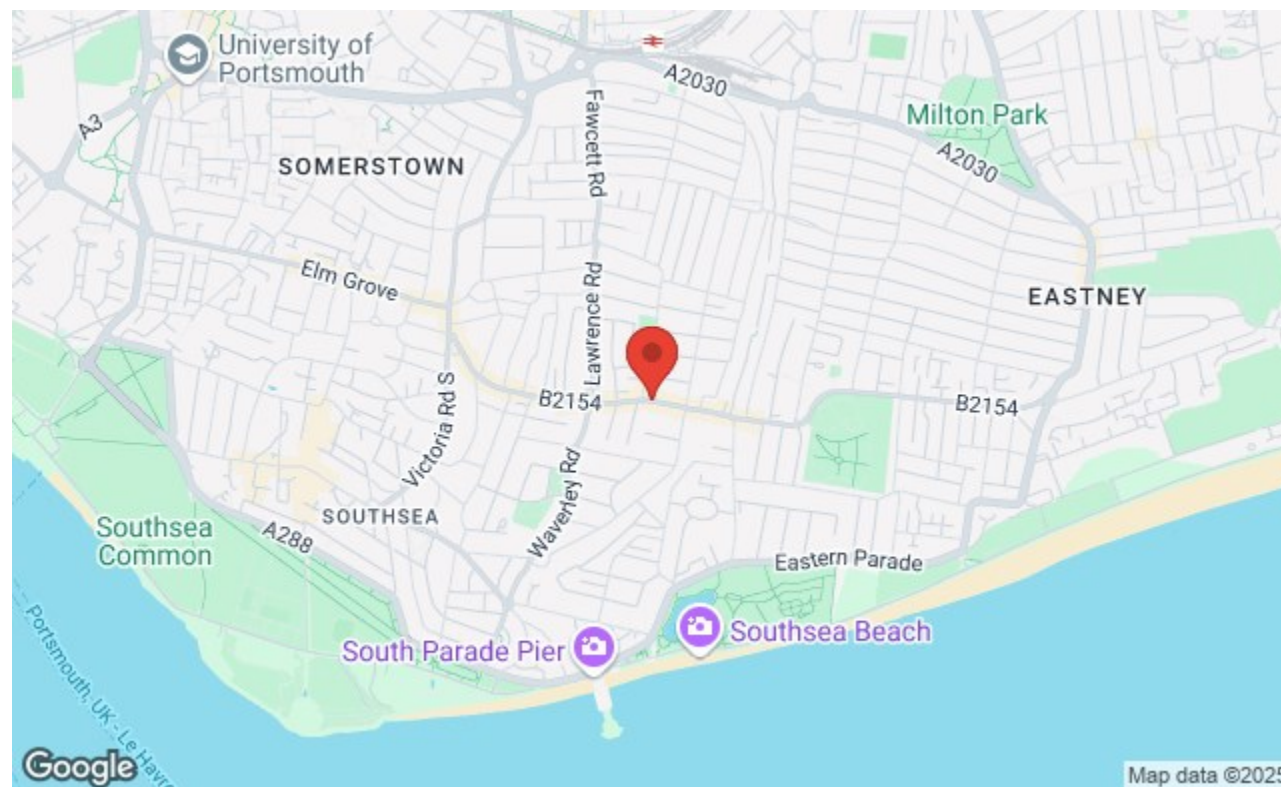 University of
Portsmouth
A3
A2030
Fawcett Rd
Milton Park
A2030
SOMERSTOWN
Elm Grove
EASTNEY
Lawrence Rd
B2154
B2154
Victoria Rd S
Waverley Rd
SOUTHSEA
Southsea
Common
A288
Eastern Parade
Southsea Beach
South Parade Pier
Portsmouth, UK - Le Havre
Google
Map data ©2025